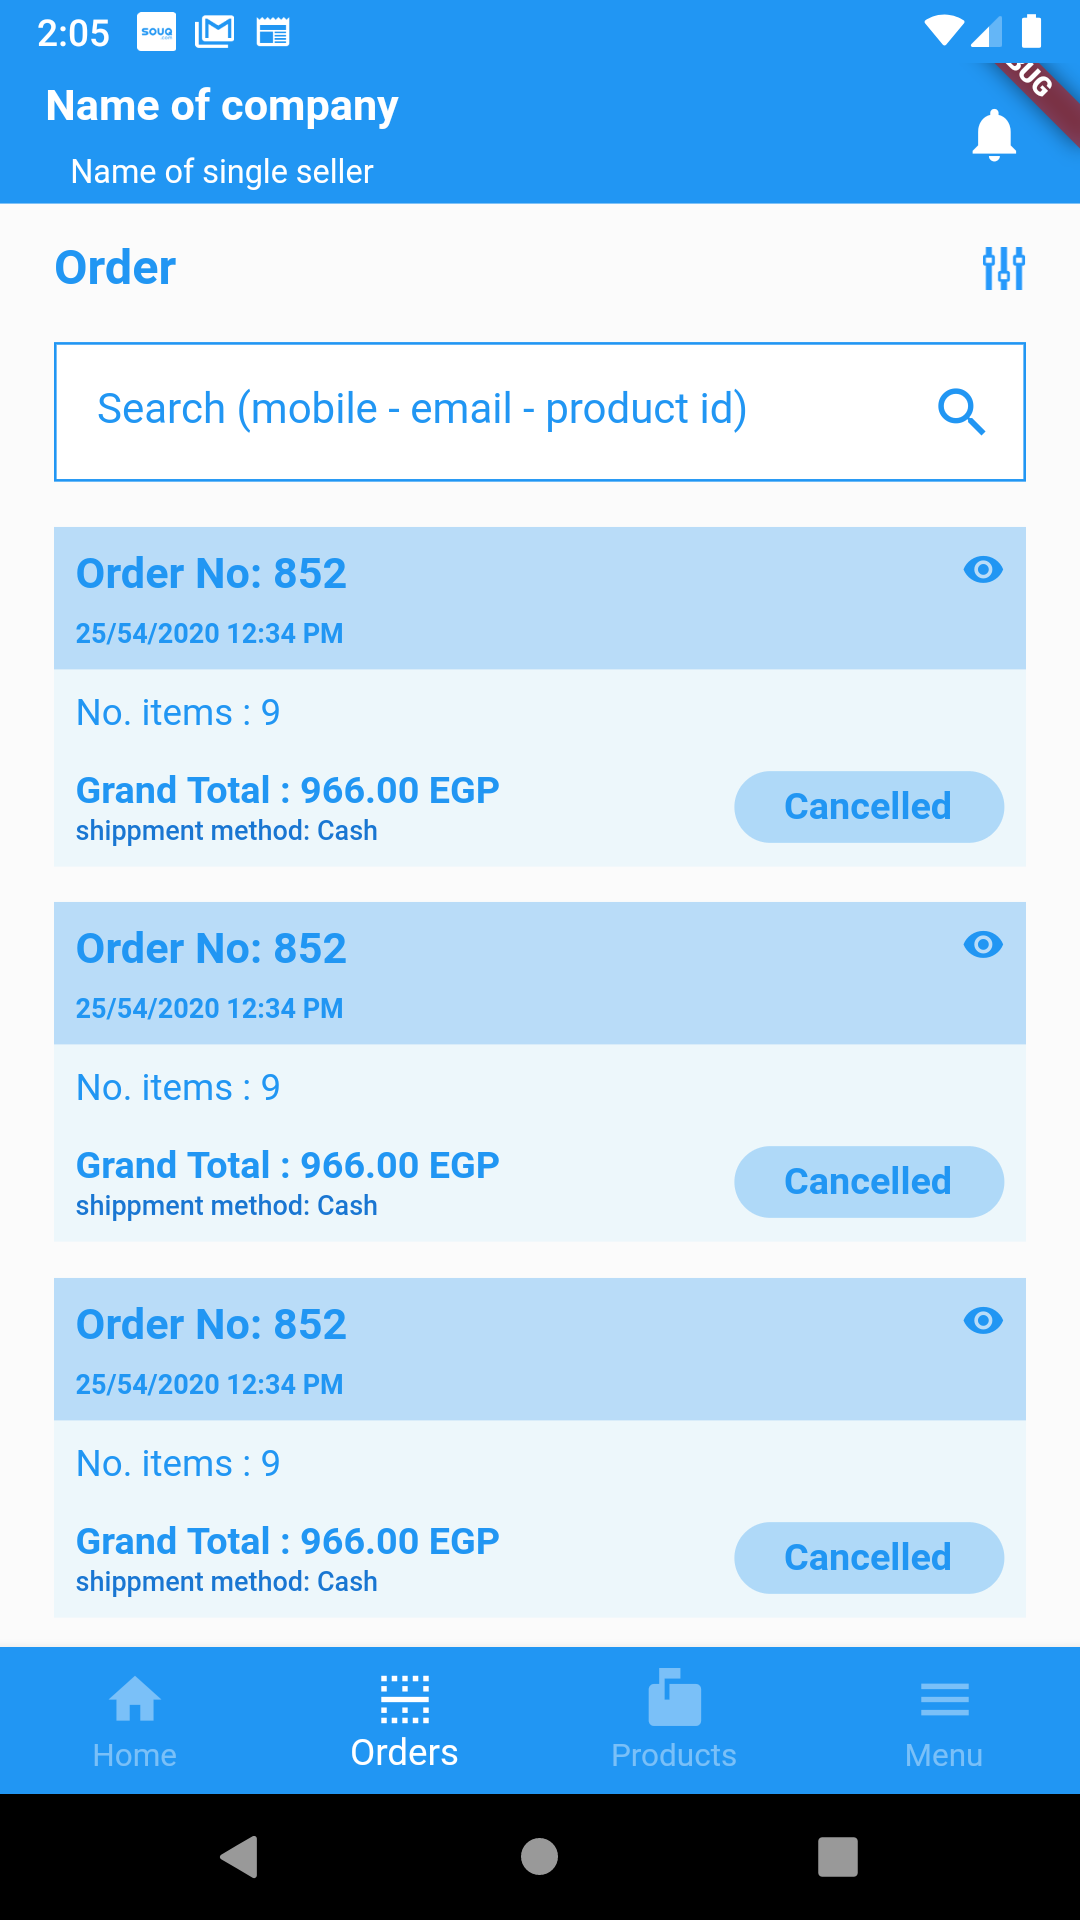 2:05
souq
.com
Name of company
Name of single seller
Order
Search (mobile - email - product id)
Order No: 852
25/54/2020 12:34 PM
No. items : 9
Grand Total : 966.00 EGP
shippment method: Cash
Cancelled
Order No: 852
25/54/2020 12:34 PM
No. items : 9
Grand Total : 966.00 EGP
shippment method: Cash
Cancelled
Order No: 852
25/54/2020 12:34 PM
No. items : 9
Grand Total : 966.00 EGP
shippment method: Cash
Cancelled
Home
Orders
Products
Menu